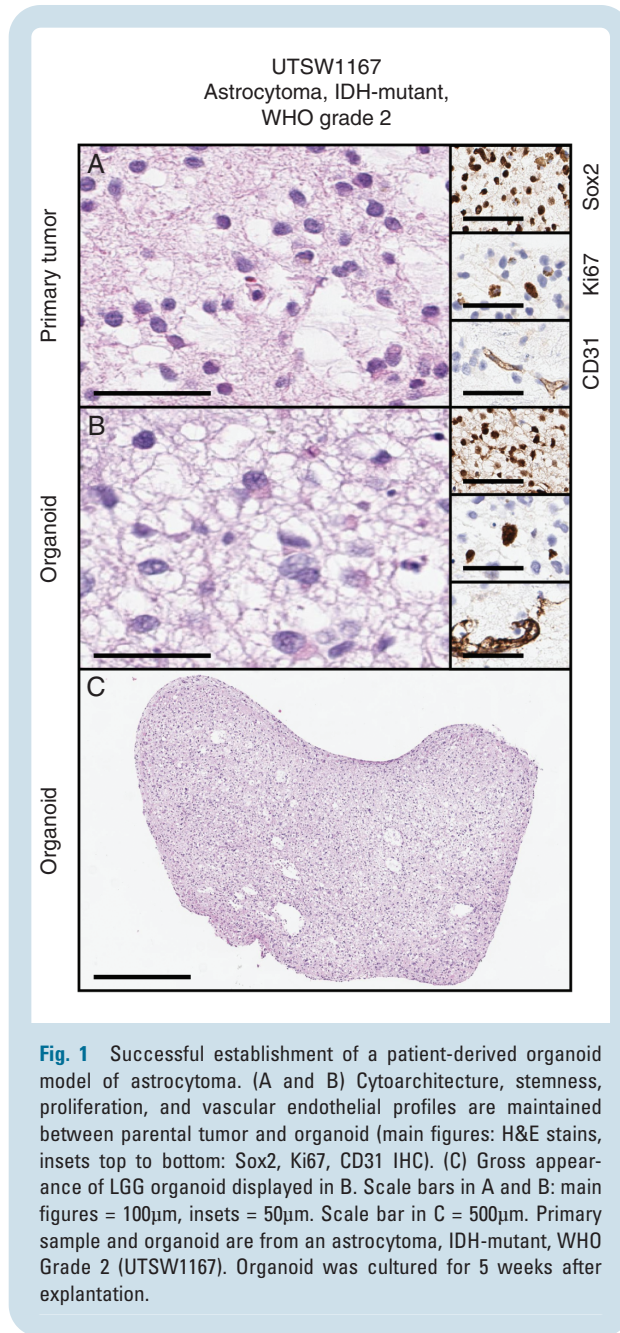 UTSW1167
Astrocytoma, IDH-mutant,
WHO grade 2
A
Primary tumor
Sox2
Ki67
CD31
B
Organoid
C
Organoid
Fig. 1 Successful establishment of a patient-derived organoid
model of astrocytoma. (A and B) Cytoarchitecture, stemness,
proliferation, and vascular endothelial profiles are maintained
between parental tumor and organoid (main figures: H&E stains,
insets top to bottom: Sox2, Ki67, CD31 IHC). (C) Gross appear-
ance of LGG organoid displayed in B. Scale bars in A and B: main
figures = 100μm, insets = 50μm. Scale bar in C = 500μm. Primary
sample and organoid are from an astrocytoma, IDH-mutant, WHO
Grade 2 (UTSW1167). Organoid was cultured for 5 weeks after
explantation.